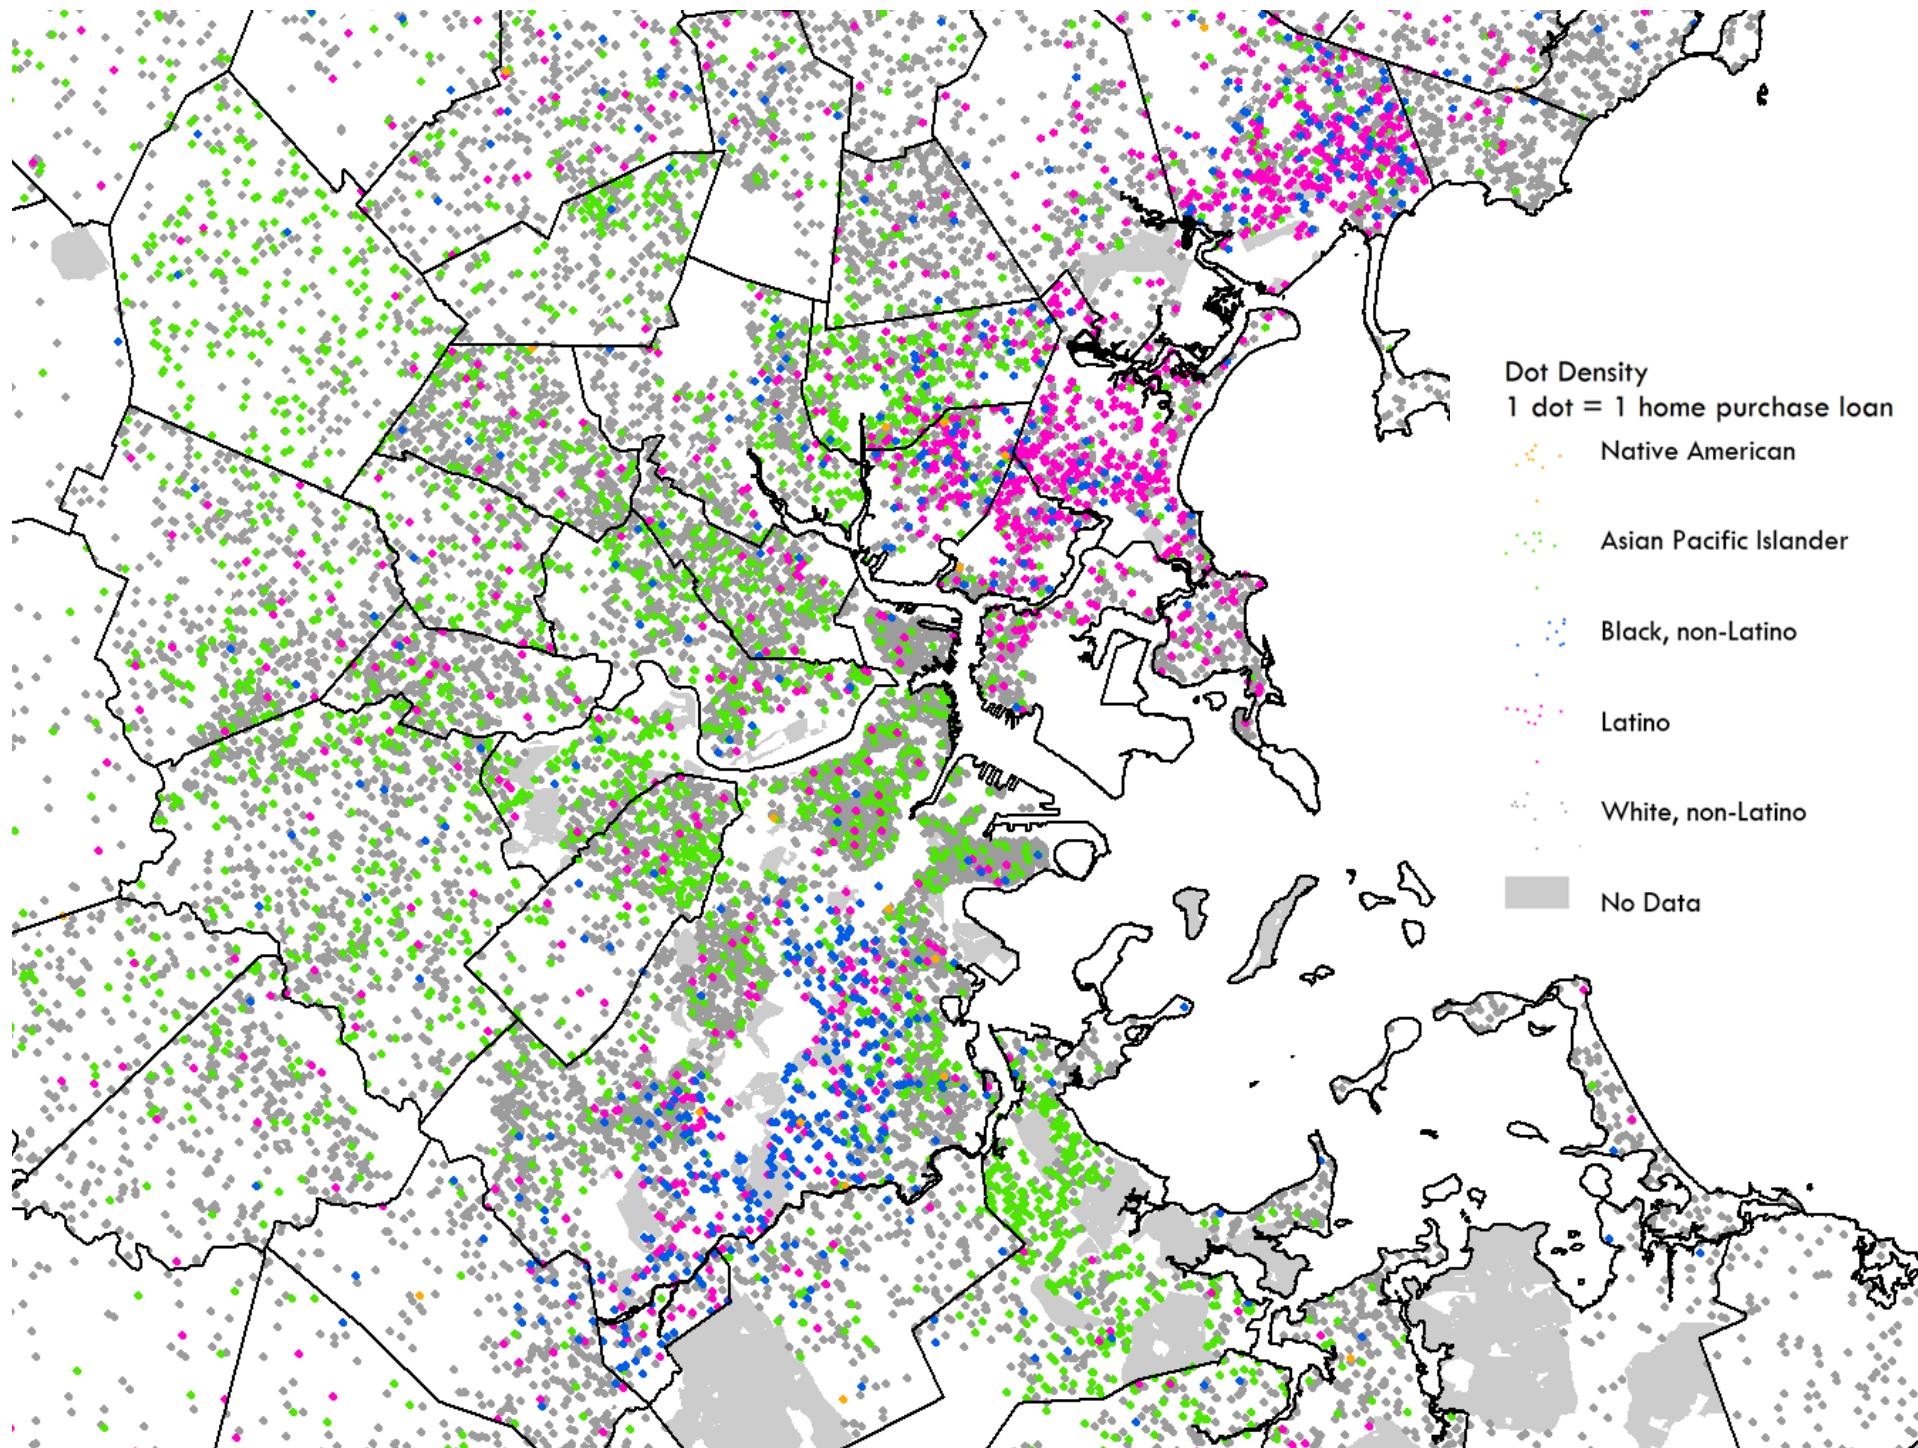 Dot Density
1 dot = 1 home purchase loan
Native American
Asian Pacific Islander
Black, non-Latino
Latino
White, non-Latino
No Data